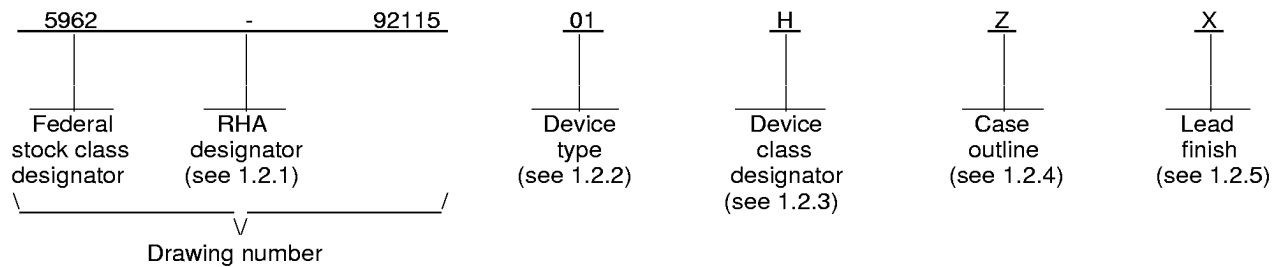 5962 - 92115 01 H Z X
Federal stock class designator
RHA designator (see 1.2.1)
Device type (see 1.2.2)
Device class designator (see 1.2.3)
Case outline (see 1.2.4)
Lead finish (see 1.2.5)
Drawing number